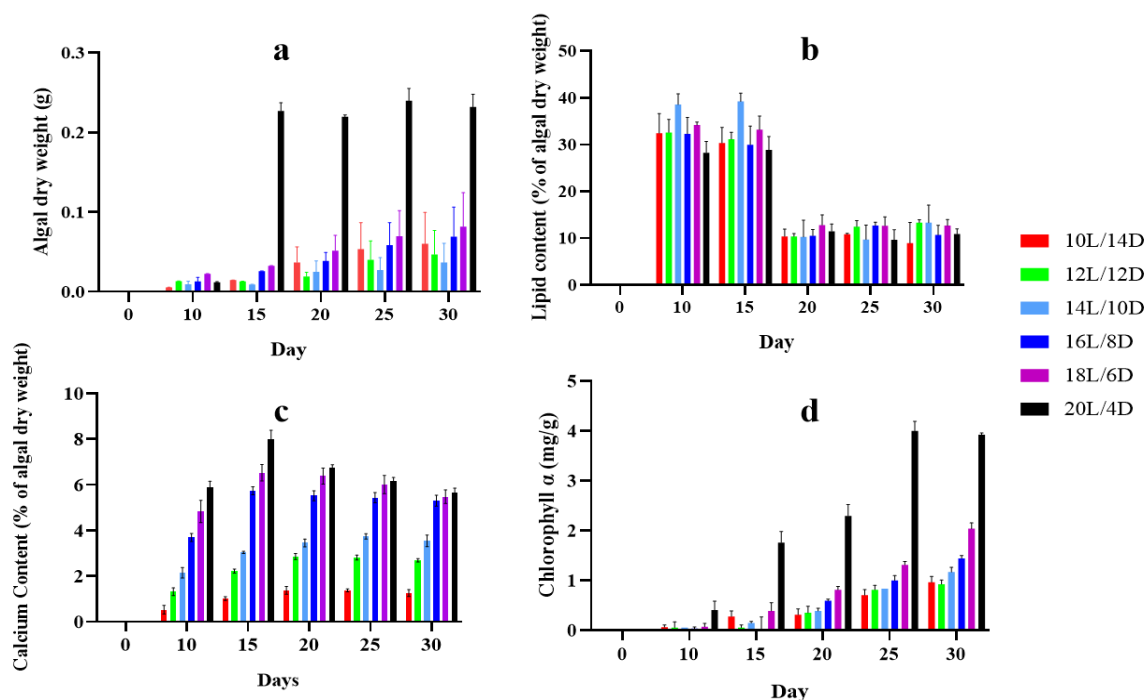 a
Algal dry weight (g)
0.3
0.2
0.1
0.0
0 10 15 20 25 30
Day
b
Lipid content (% of algal dry weight)
50
40
30
20
10
0
0 10 15 20 25 30
Day
10L/14D
12L/12D
14L/10D
16L/8D
18L/6D
20L/4D
c
Calcium Content (% of algal dry weight)
10
8
6
4
2
0
0 10 15 20 25 30
Days
d
Chlorophyll α (mg/g)
5
4
3
2
1
0
0 10 15 20 25 30
Day